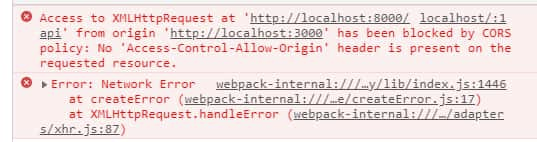 Access to XMLHttpRequest at 'http://localhost:8000/ localhost/:1
api' from origin 'http://localhost:3000' has been blocked by CORS
policy: No 'Access-Control-Allow-Origin' header is present on the
requested resource.
Error: Network Error webpack-internal:///…y/lib/index.js:1446
at createError (webpack-internal:///…e/createError.js:17)
at XMLHttpRequest.handleError (webpack-internal:///…/adapter
s/xhr.js:87)